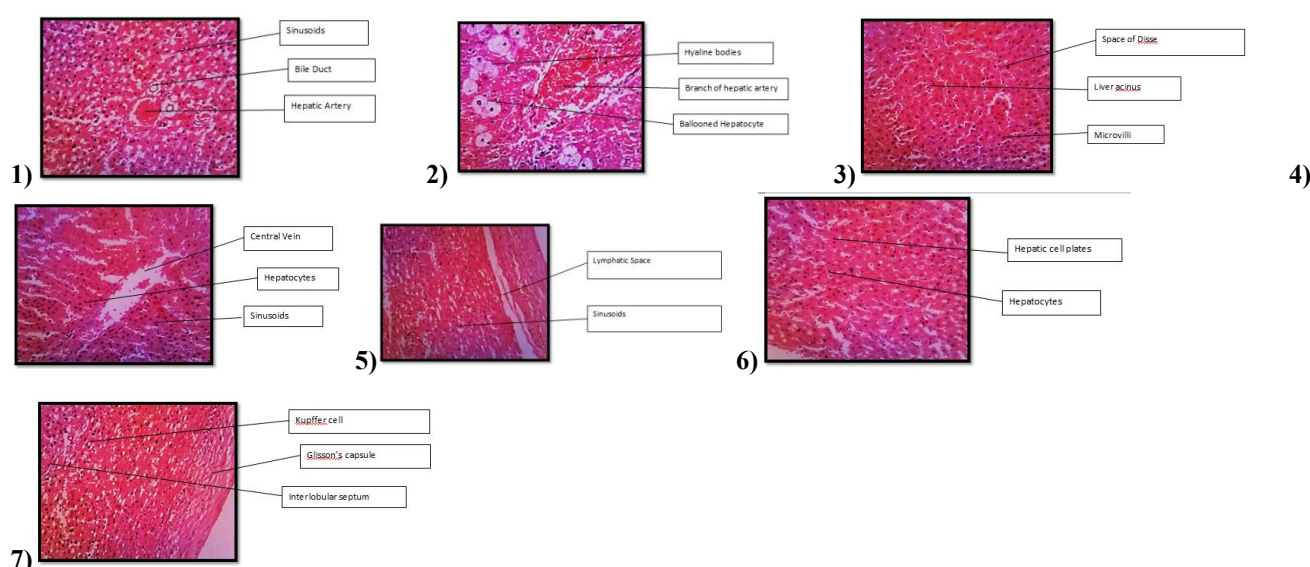 Sinusoids
Bile Duct
Hepatic Artery
1)
Hyaline bodies
Branch of hepatic artery
Ballooned Hepatocyte
2)
Space of Disse
Liver acinus
Microvilli
3)
4)
Central Vein
Hepatocytes
Sinusoids
5)
Lymphatic Space
Sinusoids
6)
Hepatic cell plates
Hepatocytes
Kupffer cell
Glisson's capsule
Interlobular septum
7)